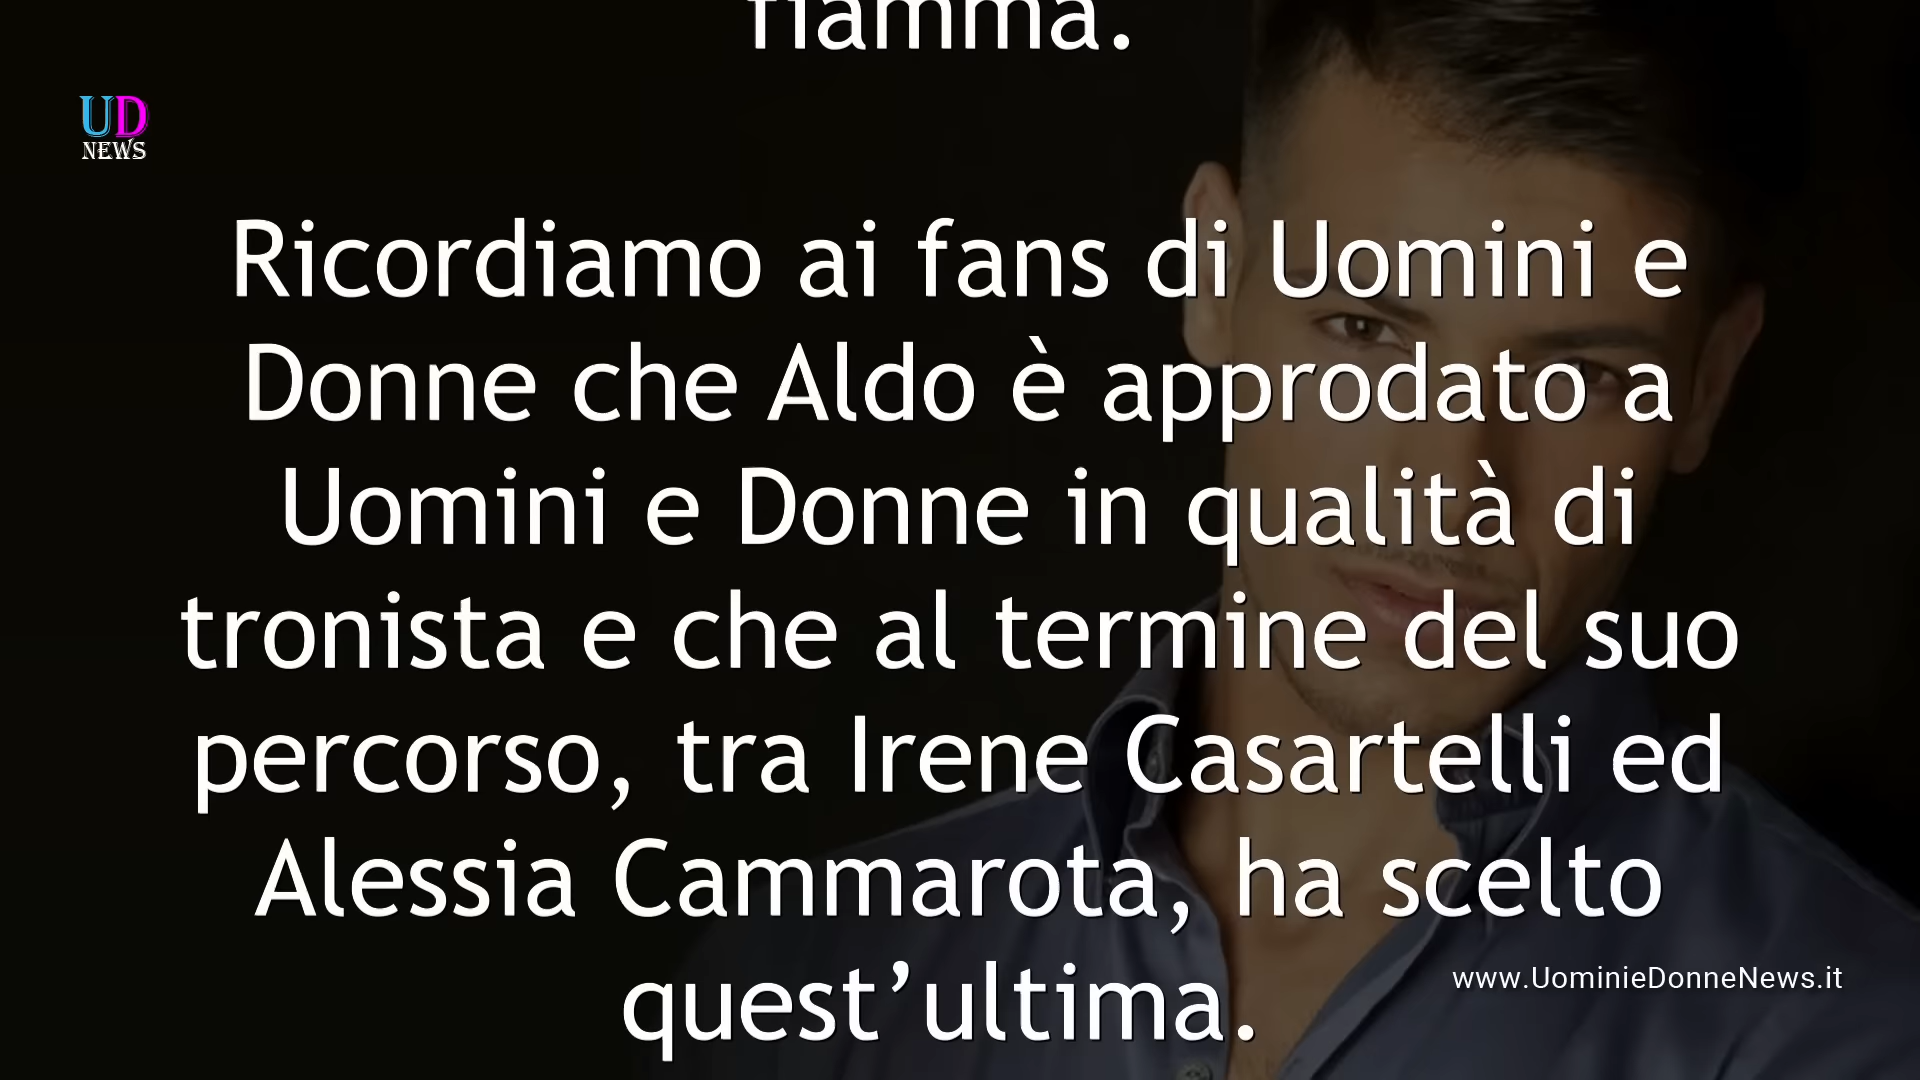 fiamma.
UD
NEWS
Ricordiamo ai fans di Uomini e
Donne che Aldo è approdato a
Uomini e Donne in qualità di
tronista e che al termine del suo
percorso, tra Irene Casartelli ed
Alessia Cammarota, ha scelto
quest’ultima.
www.UominieDonneNews.it